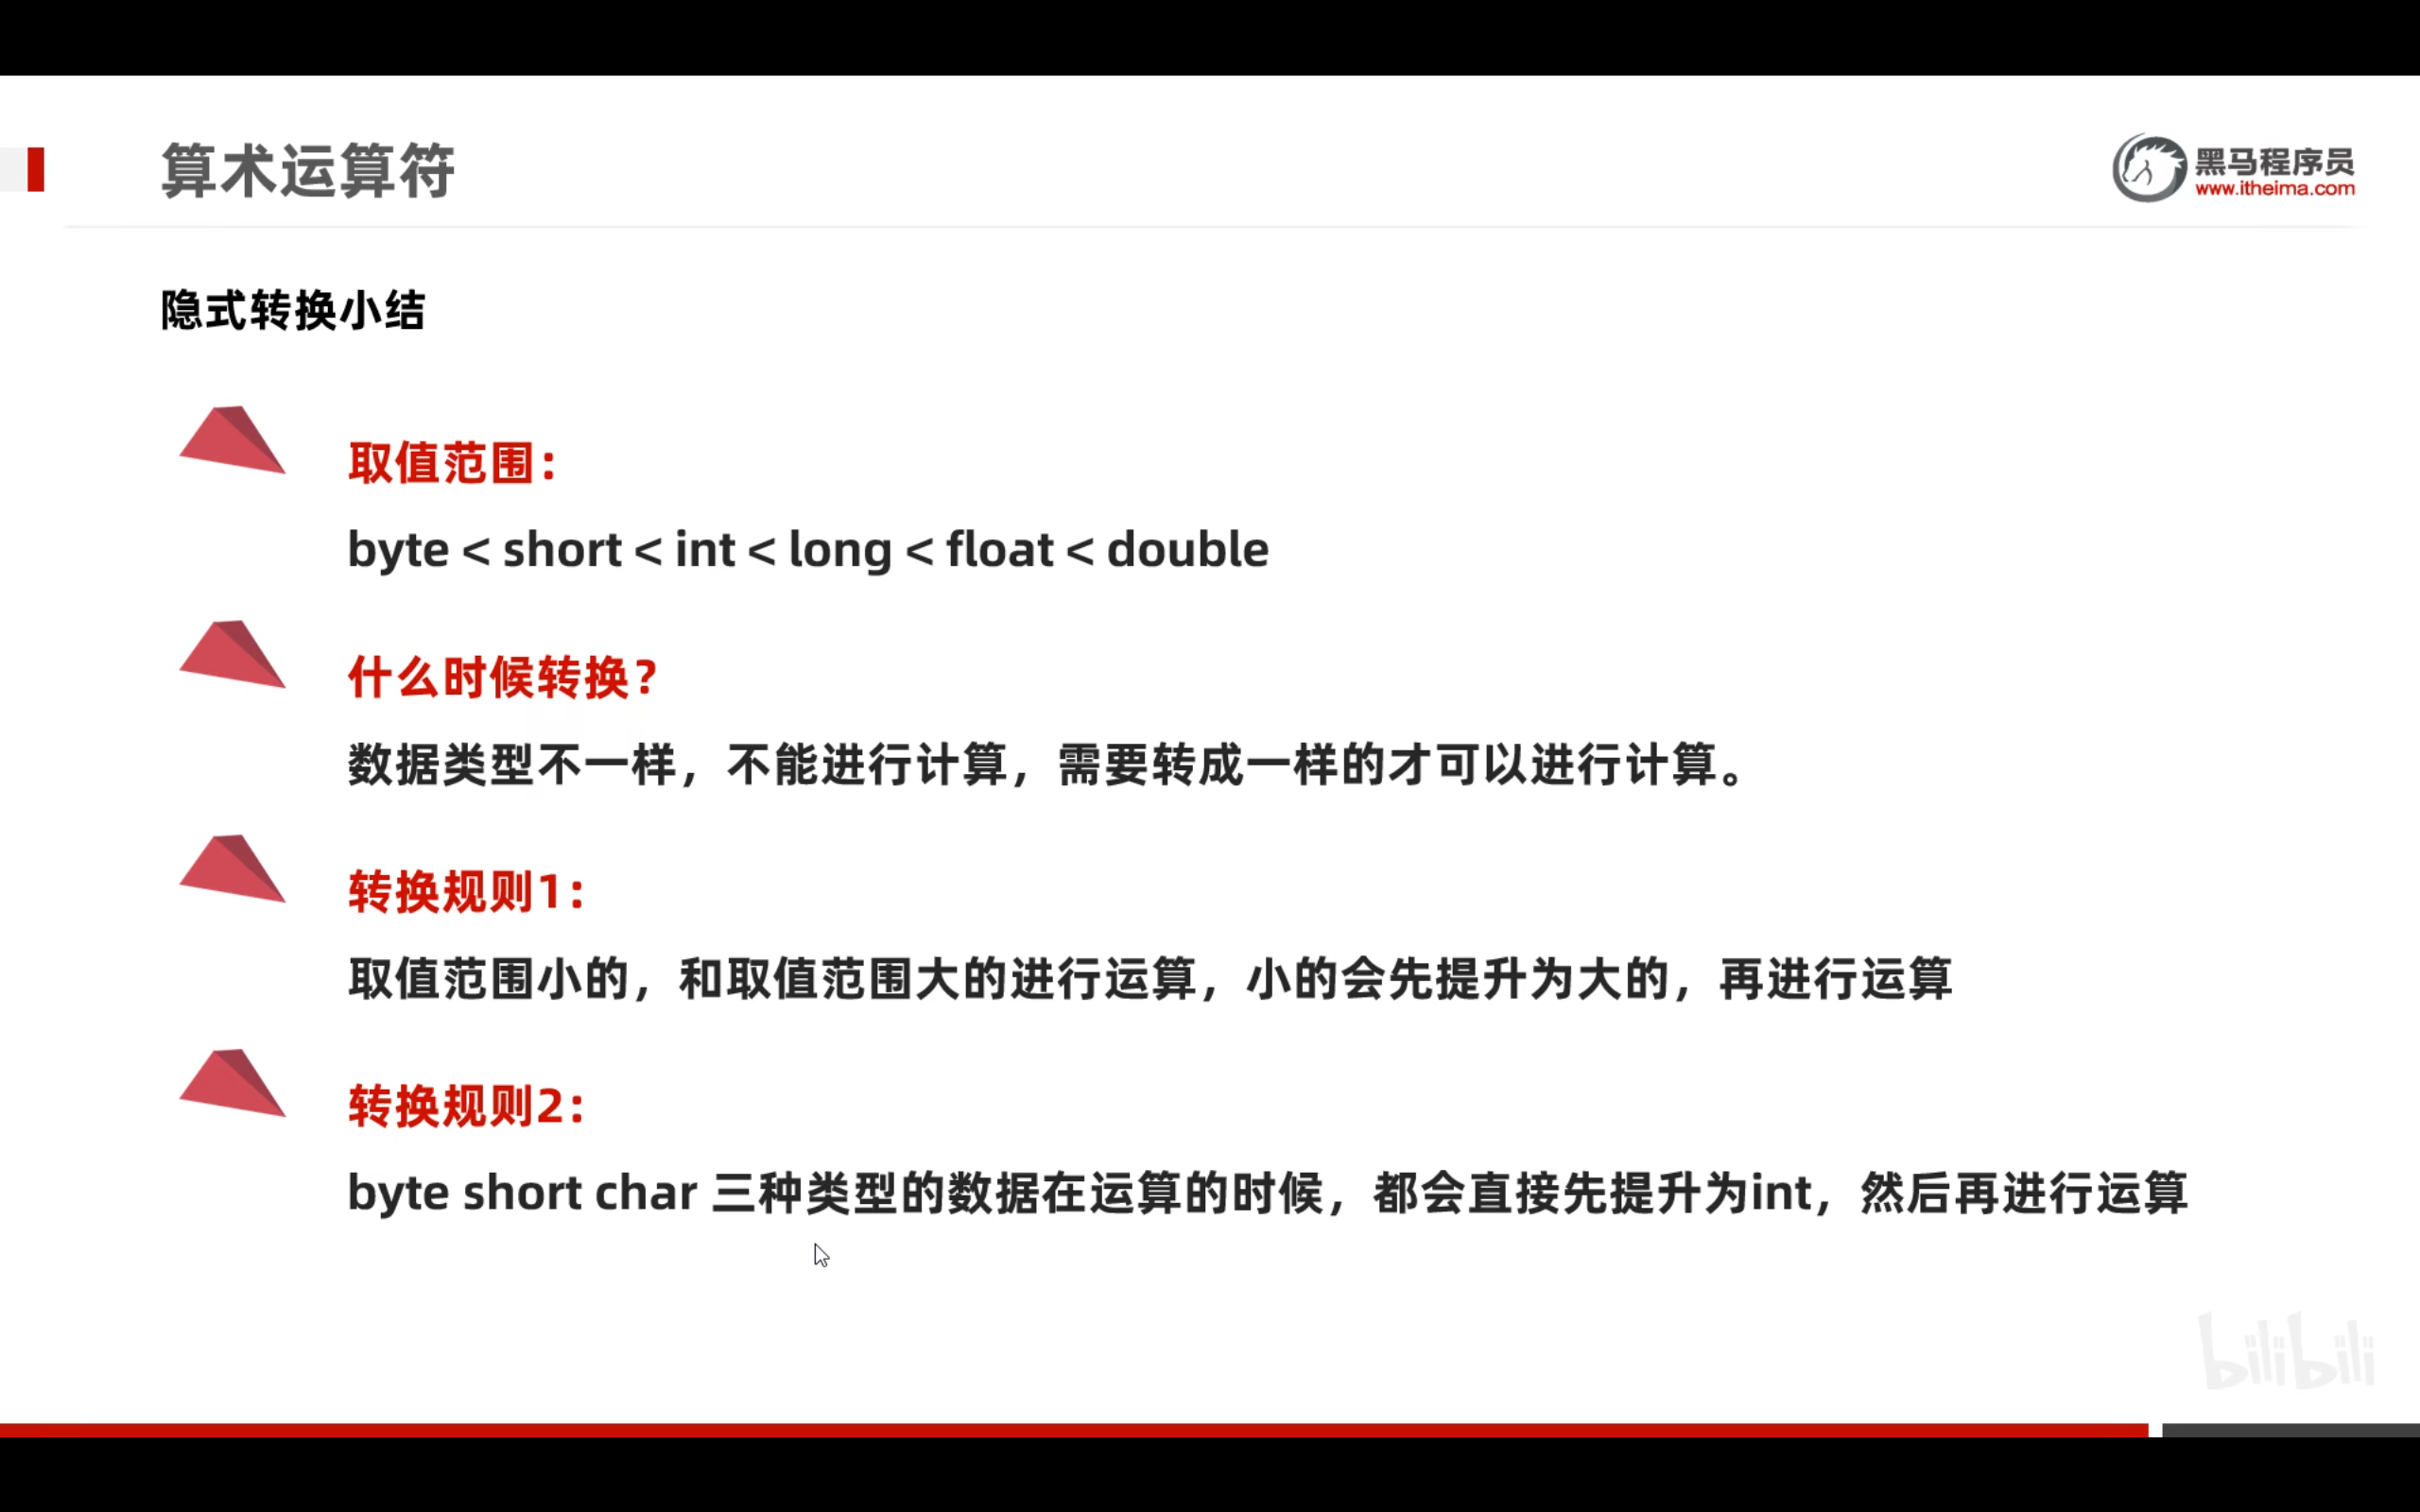 算术运算符
黑马程序员
www.itheima.com
隐式转换小结
取值范围：
byte < short < int < long < float < double
什么时候转换？
数据类型不一样，不能进行计算，需要转成一样的才可以进行计算。
转换规则1：
取值范围小的，和取值范围大的进行运算，小的会先提升为大的，再进行运算
转换规则2：
byte short char 三种类型的数据在运算的时候，都会直接先提升为int，然后再进行运算
bilibili